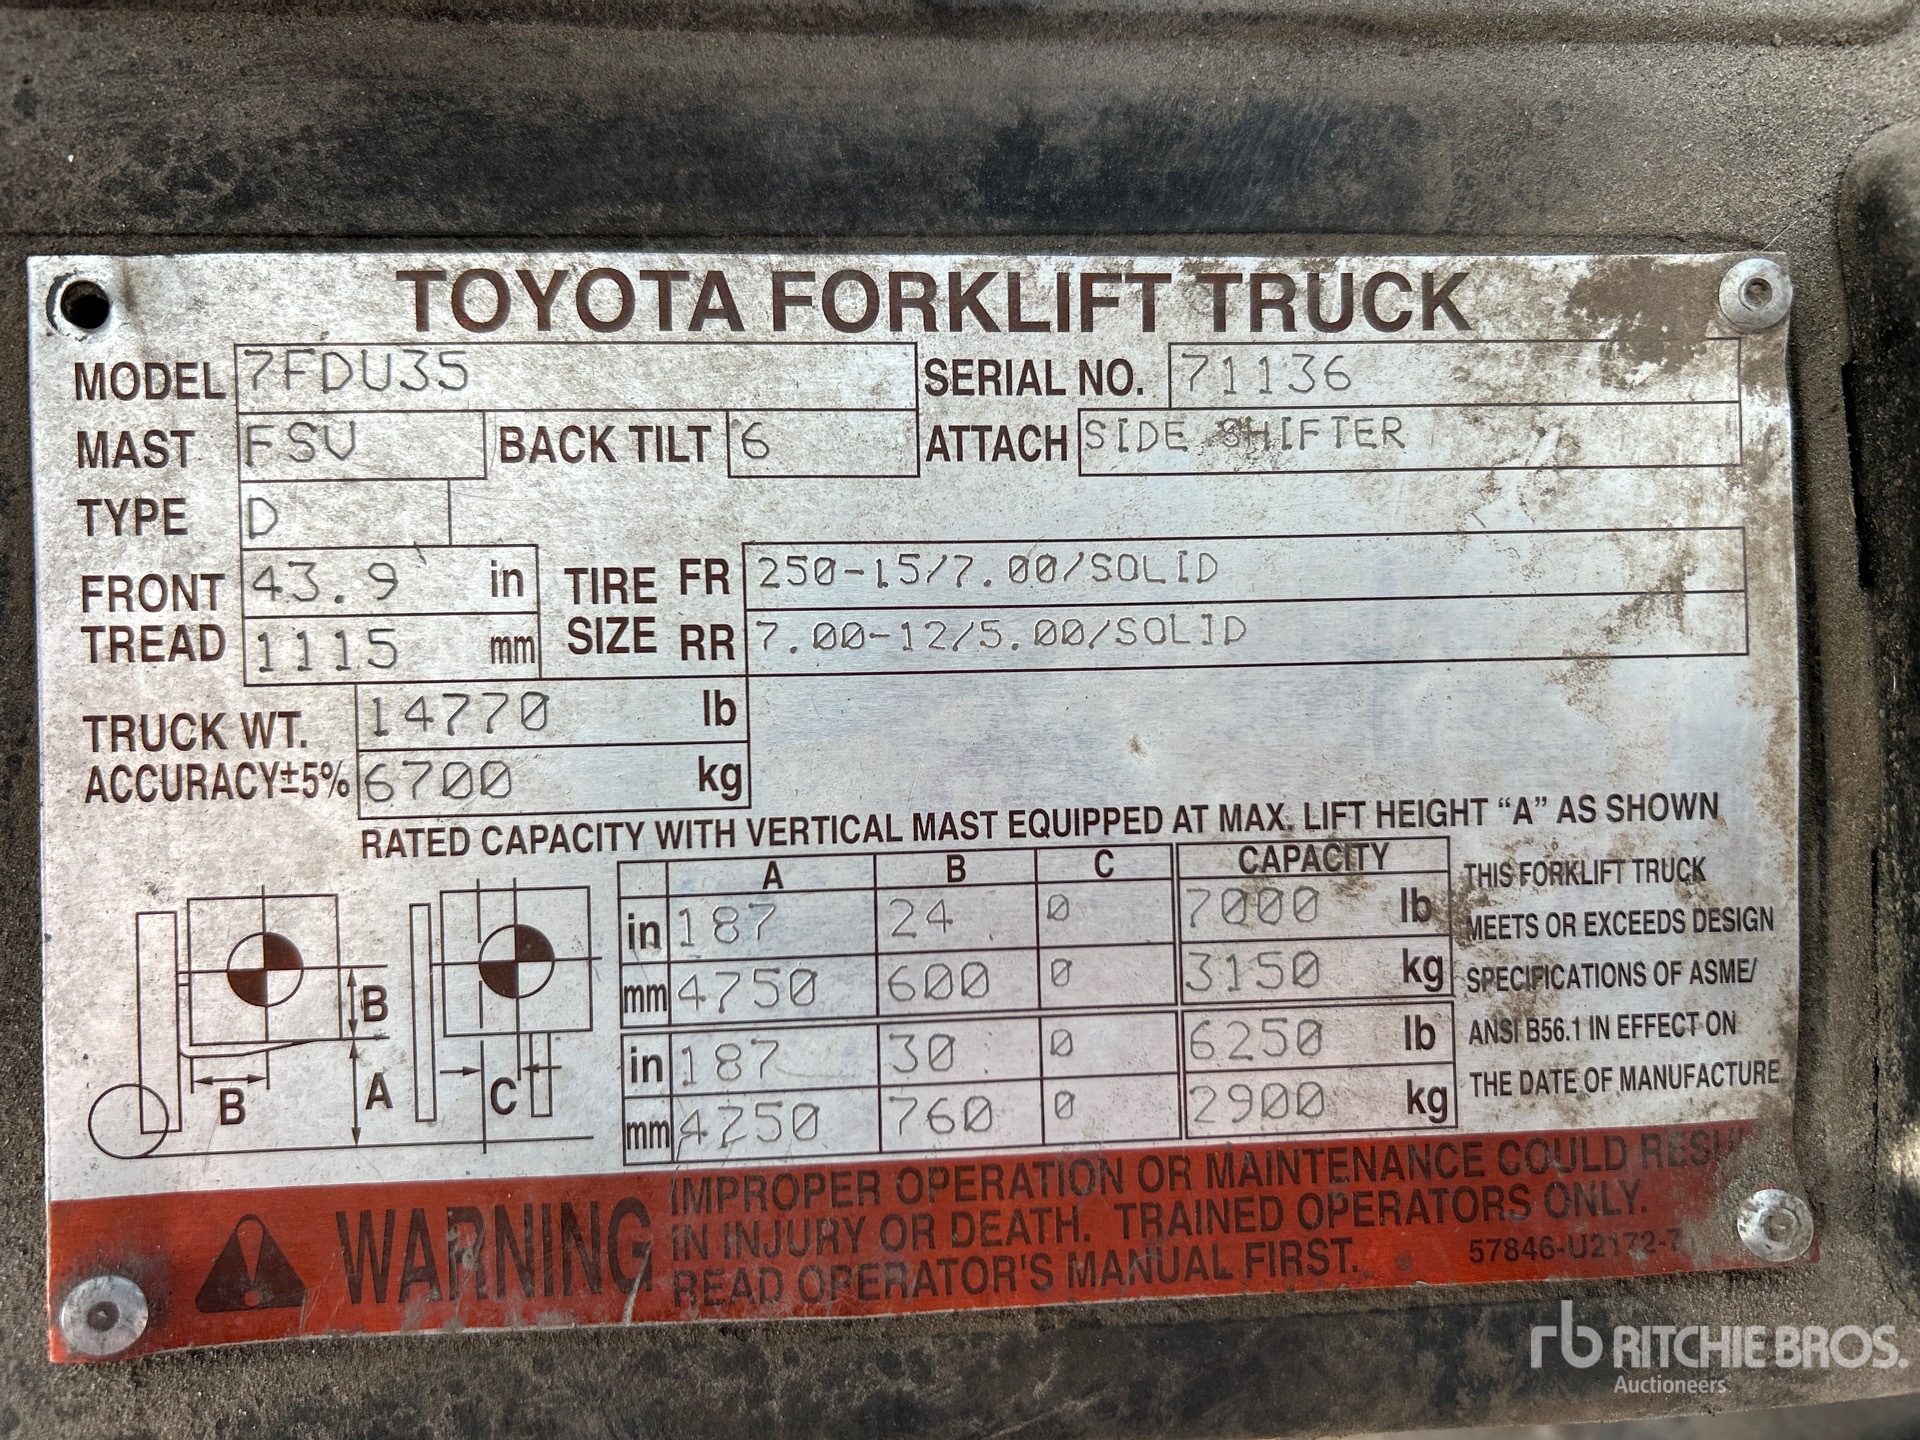 TOYOTA FORKLIFT TRUCK
MODEL 7FDU35 SERIAL NO. 71136
MAST FSV BACK TILT 6 ATTACH SIDE SHIFTER
TYPE D
FRONT TREAD 43.9 in 1115 mm
TIRE SIZE FR 250-15/7.00/SOLID
RR 7.00-12/5.00/SOLID
TRUCK WT. 14770 lb
ACCURACY±5% 6700 kg
RATED CAPACITY WITH VERTICAL MAST EQUIPPED AT MAX. LIFT HEIGHT "A" AS SHOWN
A B C CAPACITY
in 187 24 0 7000 lb
mm 4750 600 0 3150 kg
in 187 30 0 6250 lb
mm 4750 760 0 2900 kg
B
B
A
C
THIS FORKLIFT TRUCK
MEETS OR EXCEEDS DESIGN
SPECIFICATIONS OF ASME/
ANSI B56.1 IN EFFECT ON
THE DATE OF MANUFACTURE
WARNING
IMPROPER OPERATION OR MAINTENANCE COULD
IN INJURY OR DEATH. TRAINED OPERATORS ONLY.
READ OPERATOR'S MANUAL FIRST.
57846-U2172-7
rb RITCHIE BROS.
Auctioneers